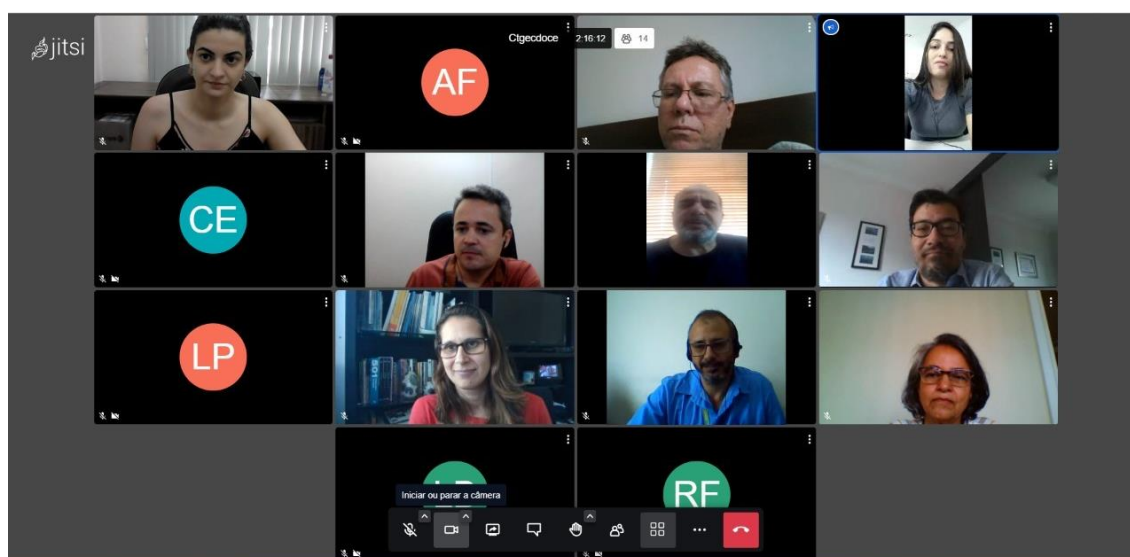 jitsi
Ctgecdoce
2:16:12 14
AF
CE
LP
RF
Iniciar ou parar a câmera